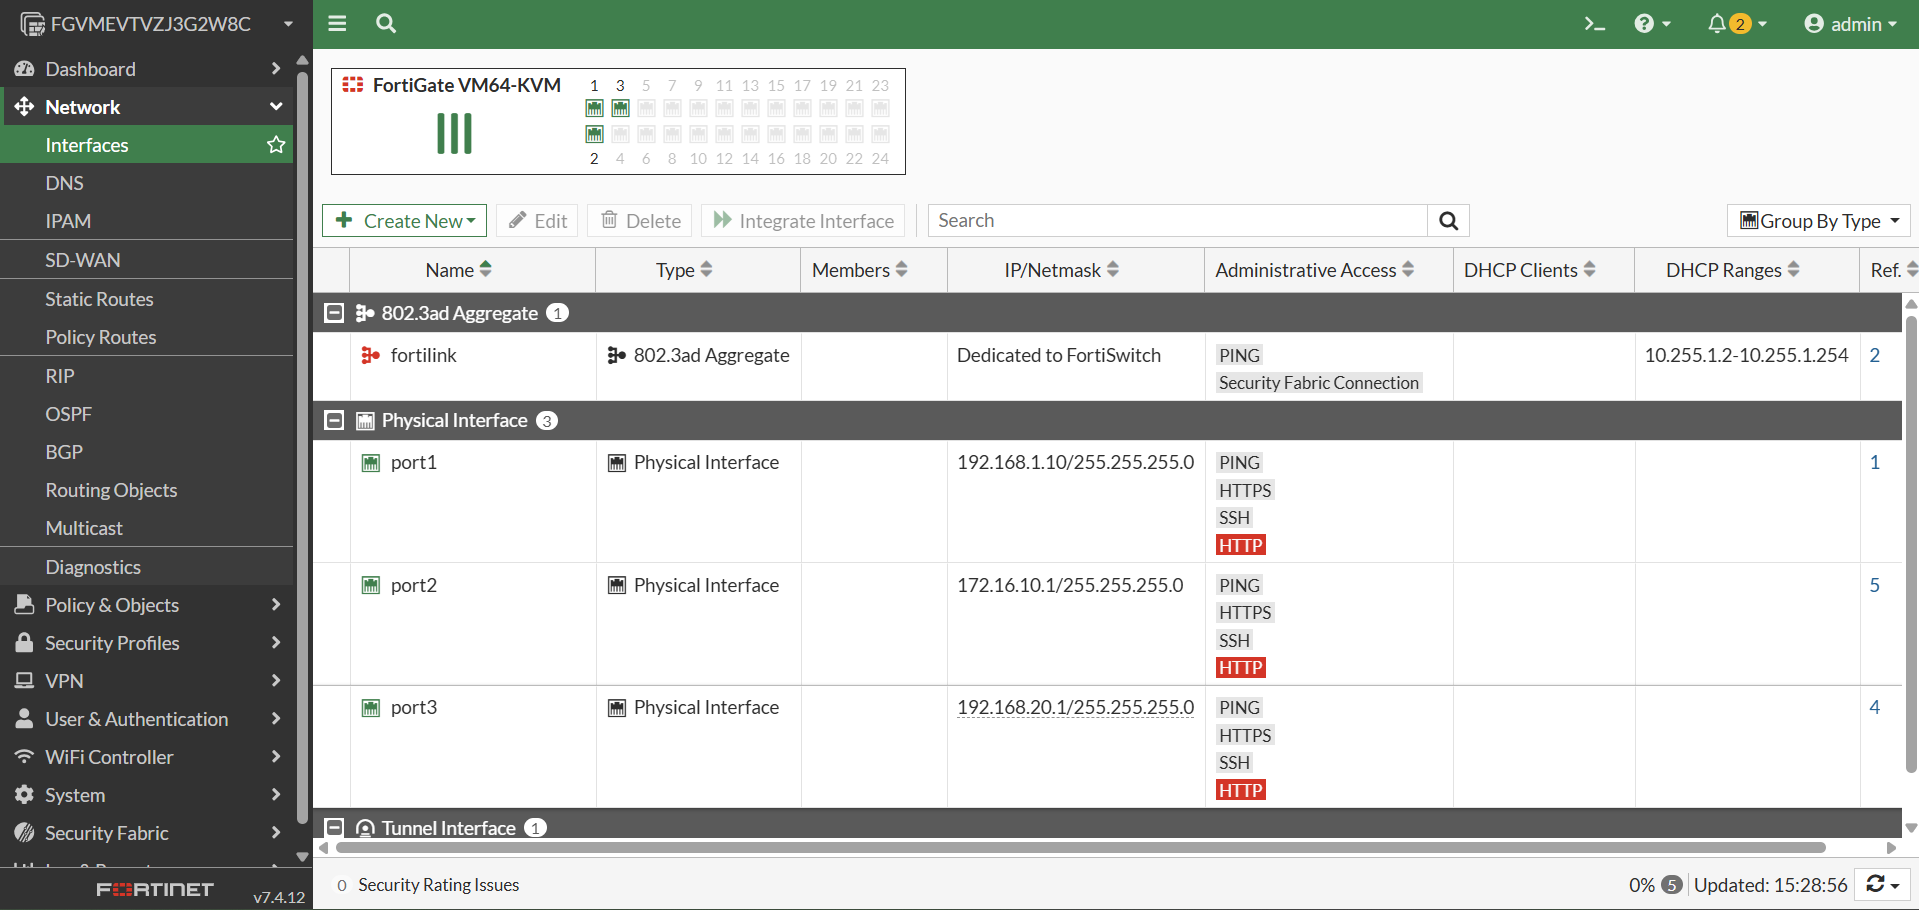 FGVMEVTVZJ3G2W8C
2
admin
Dashboard
Network
Interfaces
DNS
IPAM
SD-WAN
Static Routes
Policy Routes
RIP
OSPF
BGP
Routing Objects
Multicast
Diagnostics
Policy & Objects
Security Profiles
VPN
User & Authentication
WiFi Controller
System
Security Fabric
FORTINET
v7.4.12
FortiGate VM64-KVM
1 3 5 7 9 11 13 15 17 19 21 23
2 4 6 8 10 12 14 16 18 20 22 24
Create New
Edit
Delete
Integrate Interface
Search
Group By Type
Name Type Members IP/Netmask Administrative Access DHCP Clients DHCP Ranges Ref.
802.3ad Aggregate 1
fortilink 802.3ad Aggregate Dedicated to FortiSwitch PING 10.255.1.2-10.255.1.254 2
Security Fabric Connection
Physical Interface 3
port1 Physical Interface 192.168.1.10/255.255.255.0 PING 1
HTTPS
SSH
HTTP
port2 Physical Interface 172.16.10.1/255.255.255.0 PING 5
HTTPS
SSH
HTTP
port3 Physical Interface 192.168.20.1/255.255.255.0 PING 4
HTTPS
SSH
HTTP
Tunnel Interface 1
0 Security Rating Issues
0% 5 Updated: 15:28:56